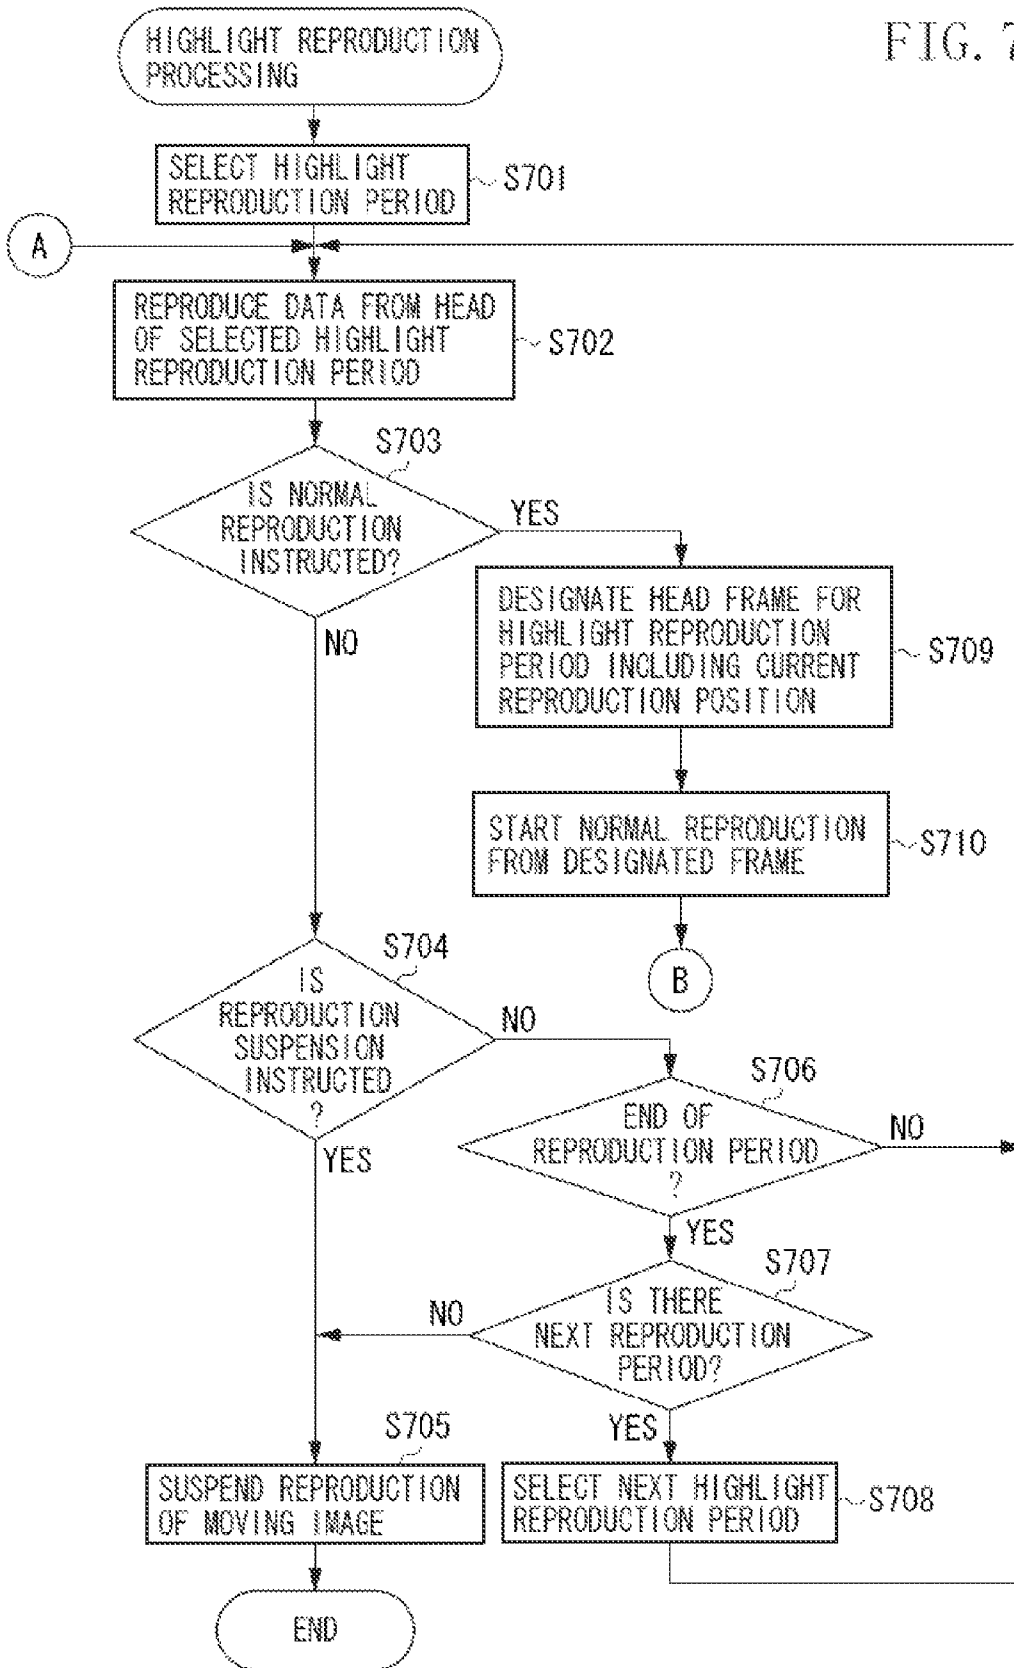 FIG. 7
HIGHLIGHT REPRODUCTION
PROCESSING
SELECT HIGHLIGHT
REPRODUCTION PERIOD
S701
A
REPRODUCE DATA FROM HEAD
OF SELECTED HIGHLIGHT
REPRODUCTION PERIOD
S702
S703
IS NORMAL
REPRODUCTION
INSTRUCTED?
YES
NO
DESIGNATE HEAD FRAME FOR
HIGHLIGHT REPRODUCTION
PERIOD INCLUDING CURRENT
REPRODUCTION POSITION
S709
START NORMAL REPRODUCTION
FROM DESIGNATED FRAME
S710
B
S704
IS
REPRODUCTION
SUSPENSION
INSTRUCTED
?
NO
YES
S706
END OF
REPRODUCTION PERIOD
?
NO
YES
S707
IS THERE
NEXT REPRODUCTION
PERIOD?
NO
YES
S705
SUSPEND REPRODUCTION
OF MOVING IMAGE
SELECT NEXT HIGHLIGHT
REPRODUCTION PERIOD
S708
END